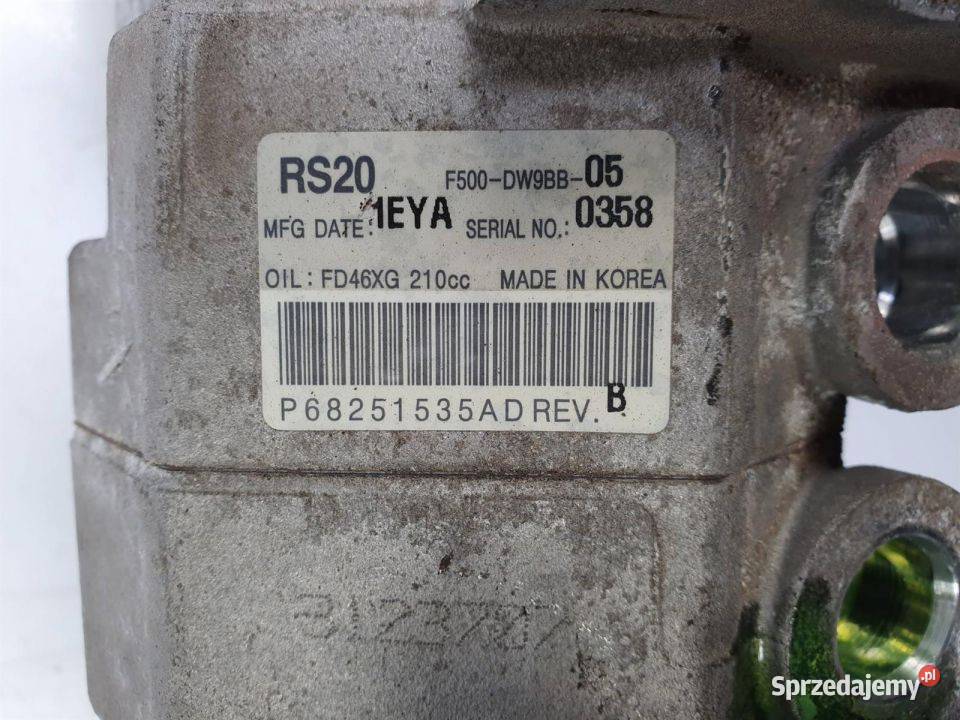 RS20 F500-DW9BB-05
MFG DATE: 1EYA SERIAL NO.: 0358
OIL: FD46XG 210cc MADE IN KOREA
P68251535AD REV. B
Sprzedajemy.pl